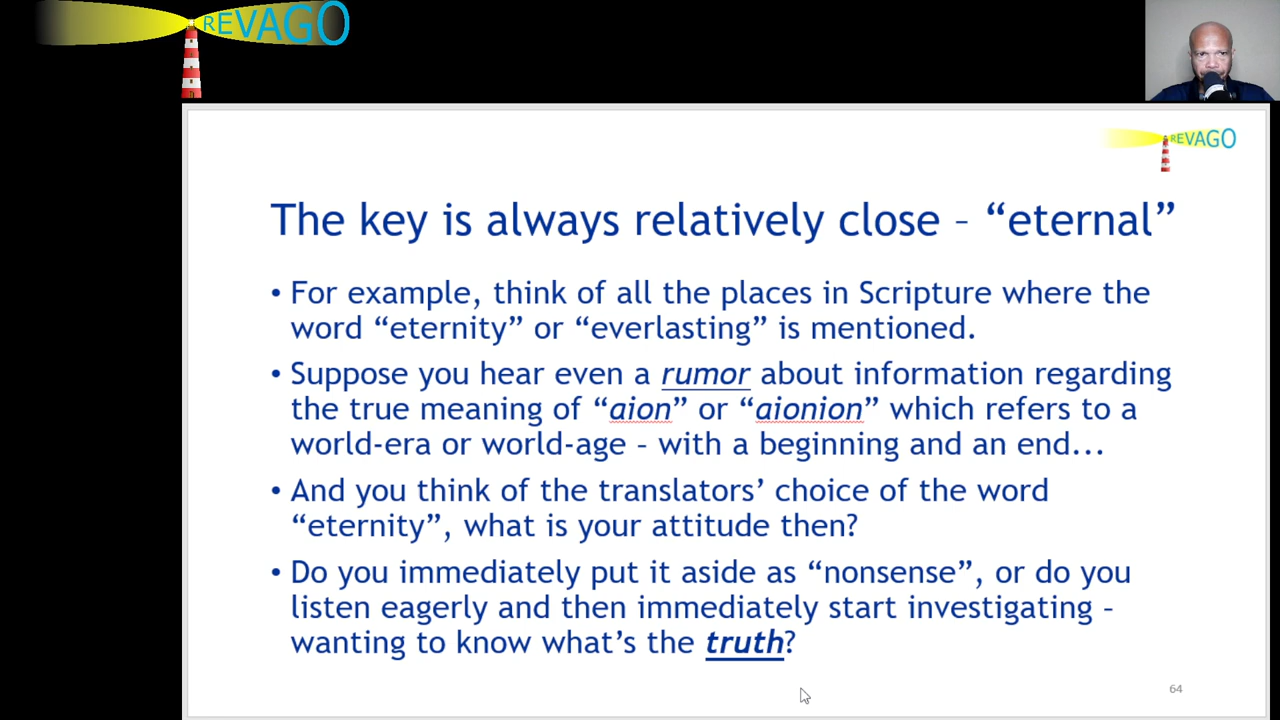 REVAGO
REVAGO
The key is always relatively close – “eternal”
• For example, think of all the places in Scripture where the
word “eternity” or “everlasting” is mentioned.
• Suppose you hear even a rumor about information regarding
the true meaning of “aion” or “aionion” which refers to a
world-era or world-age – with a beginning and an end...
• And you think of the translators’ choice of the word
“eternity”, what is your attitude then?
• Do you immediately put it aside as “nonsense”, or do you
listen eagerly and then immediately start investigating –
wanting to know what’s the truth?
64